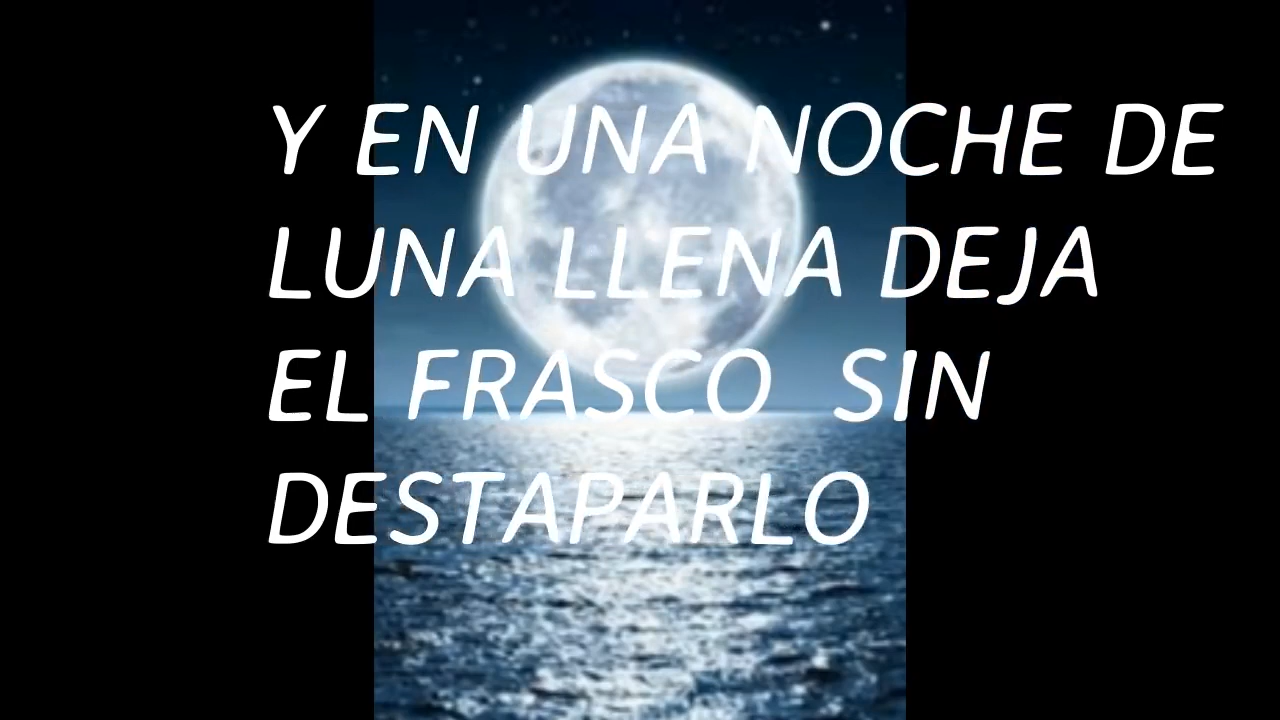 Y EN UNA NOCHE DE
LUNA LLENA DEJA
EL FRASCO  SIN
DESTAPARLO